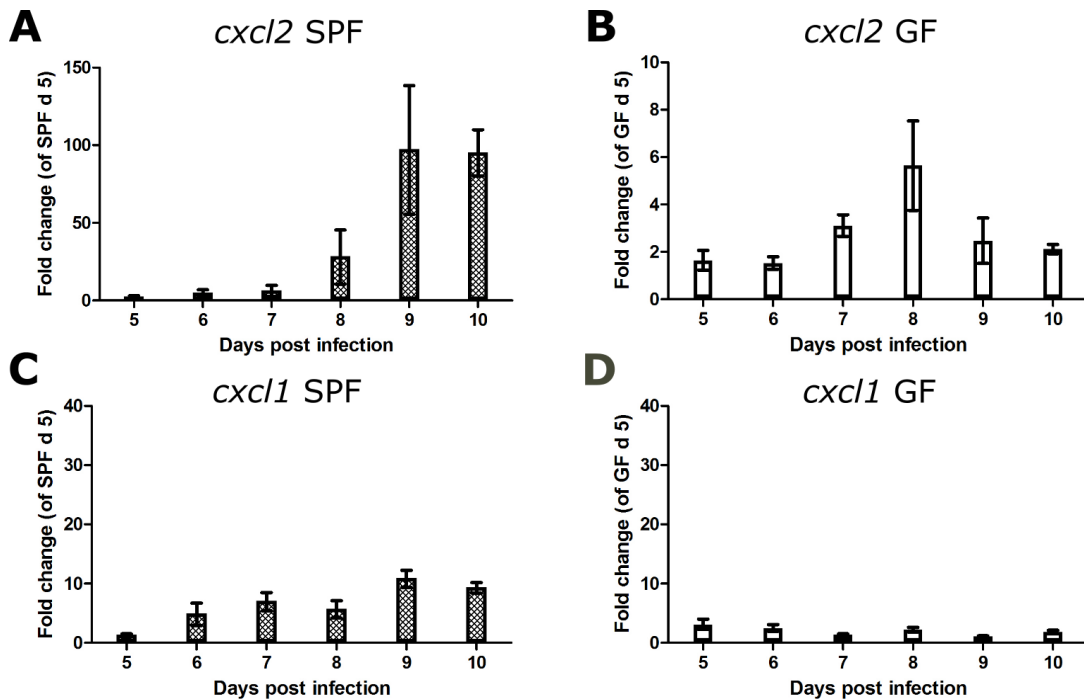 A
cxcl2 SPF
Fold change (of SPF d 5)
150
100
50
0
5 6 7 8 9 10
Days post infection
B
cxcl2 GF
Fold change (of GF d 5)
10
8
6
4
2
0
5 6 7 8 9 10
Days post infection
C
cxcl1 SPF
Fold change (of SPF d 5)
40
30
20
10
0
5 6 7 8 9 10
Days post infection
D
cxcl1 GF
Fold change (of GF d 5)
40
30
20
10
0
5 6 7 8 9 10
Days post infection